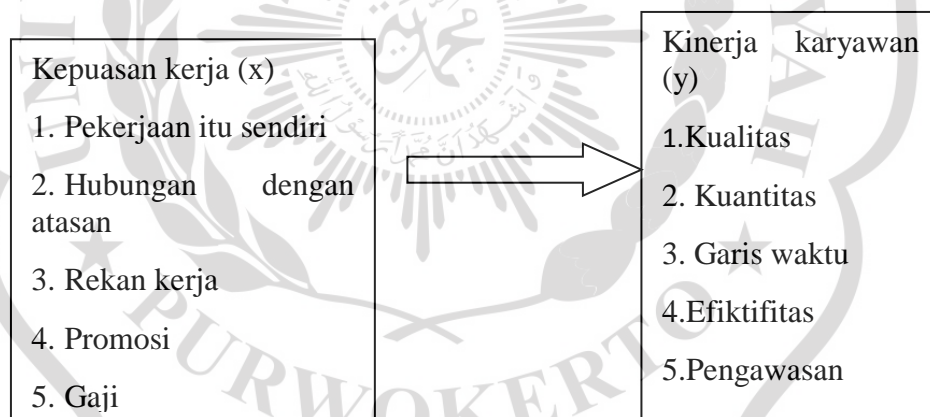 Kepuasan kerja (x)
1. Pekerjaan itu sendiri
2. Hubungan dengan
atasan
3. Rekan kerja
4. Promosi
5. Gaji
Kinerja karyawan
(y)
1.Kualitas
2. Kuantitas
3. Garis waktu
4.Efiktifitas
5.Pengawasan
PURWOKERTO